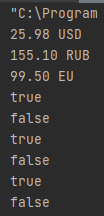 "C:\Program
25.98 USD
155.10 RUB
99.50 EU
true
false
true
false
true
false